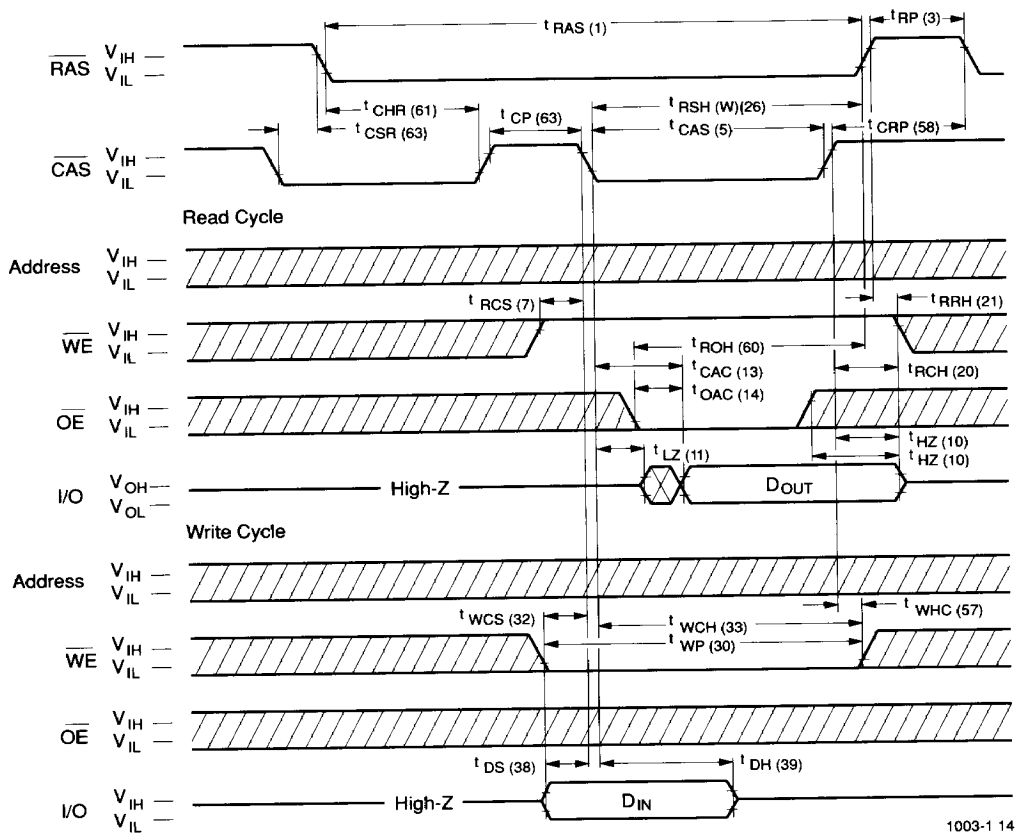 t RAS (1)
t RP (3)
RAS
V IH
V IL
t CHR (61)
t CSR (63)
t CP (63)
t RSH (W)(26
t CAS (5)
t CRP (58)
CAS
V IH
V IL
Read Cycle
Address
V IH
V IL
t RCS (7)
t RRH (21)
WE
V IH
V IL
t ROH (60)
t CAC (13)
t OAC (14)
t RCH (20)
OE
V IH
V IL
t HZ (10)
t HZ (10)
t LZ (11)
I/O
V OH
V OL
High-Z
D OUT
Write Cycle
Address
V IH
V IL
t WCS (32)
t WHC (57)
t WCH (33)
t WP (30)
WE
V IH
V IL
OE
V IH
V IL
t DS (38)
t DH (39)
I/O
V IH
V IL
High-Z
D IN
1003-1 14